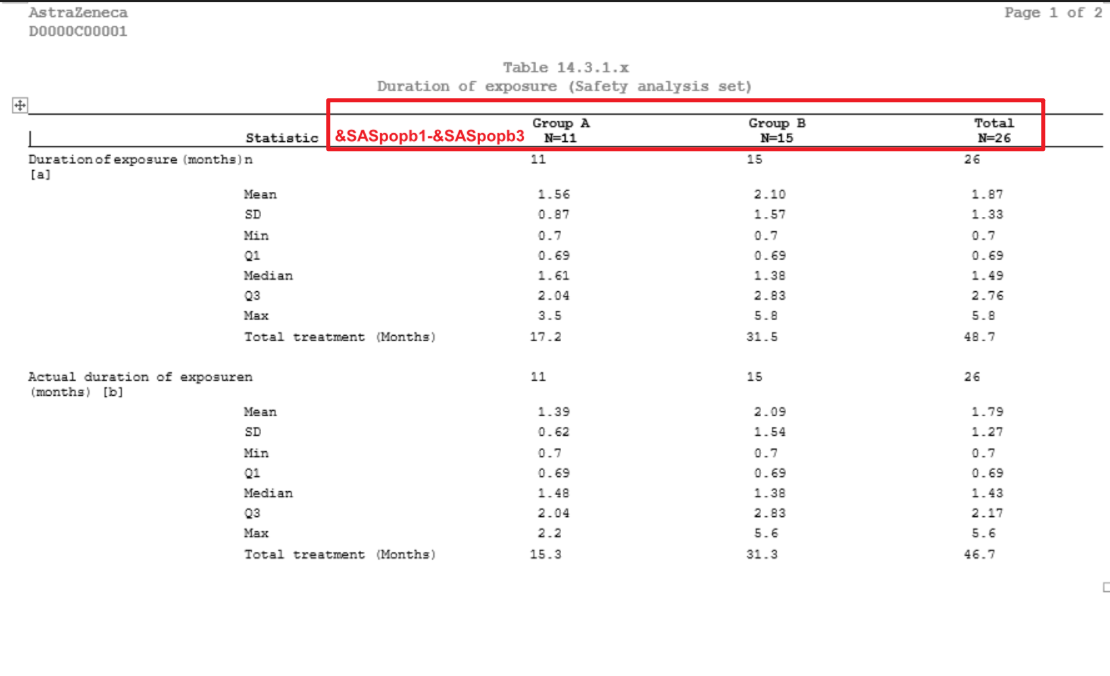 AstraZeneca Page 1 of 2
D0000C00001
Table 14.3.1.x
Duration of exposure (Safety analysis set)
Group A Group B Total
Statistic &SASpopb1-&SASpopb3 N=11 N=15 N=26
Duration of exposure (months) n 11 15 26
[a]
Mean 1.56 2.10 1.87
SD 0.87 1.57 1.33
Min 0.7 0.7 0.7
Q1 0.69 0.69 0.69
Median 1.61 1.38 1.49
Q3 2.04 2.83 2.76
Max 3.5 5.8 5.8
Total treatment (Months) 17.2 31.5 48.7
Actual duration of exposuren 11 15 26
(months) [b]
Mean 1.39 2.09 1.79
SD 0.62 1.54 1.27
Min 0.7 0.7 0.7
Q1 0.69 0.69 0.69
Median 1.48 1.38 1.43
Q3 2.04 2.83 2.17
Max 2.2 5.6 5.6
Total treatment (Months) 15.3 31.3 46.7